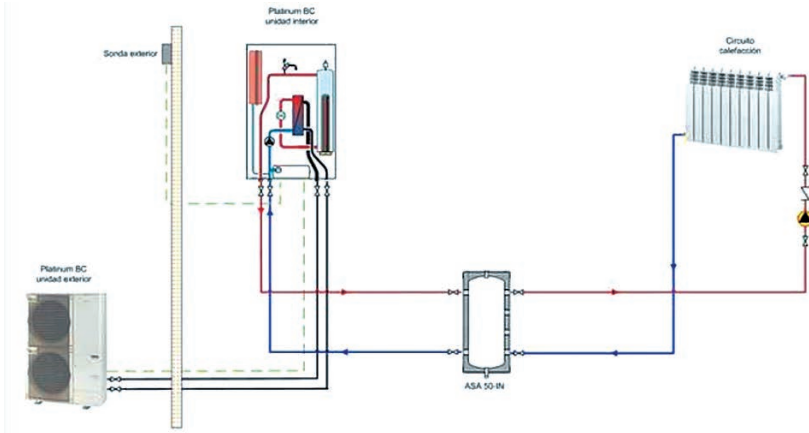 Platinum BC
unidad interior
Sonda exterior
Circuito
calefacción
Platinum BC
unidad exterior
ASA 50-IN